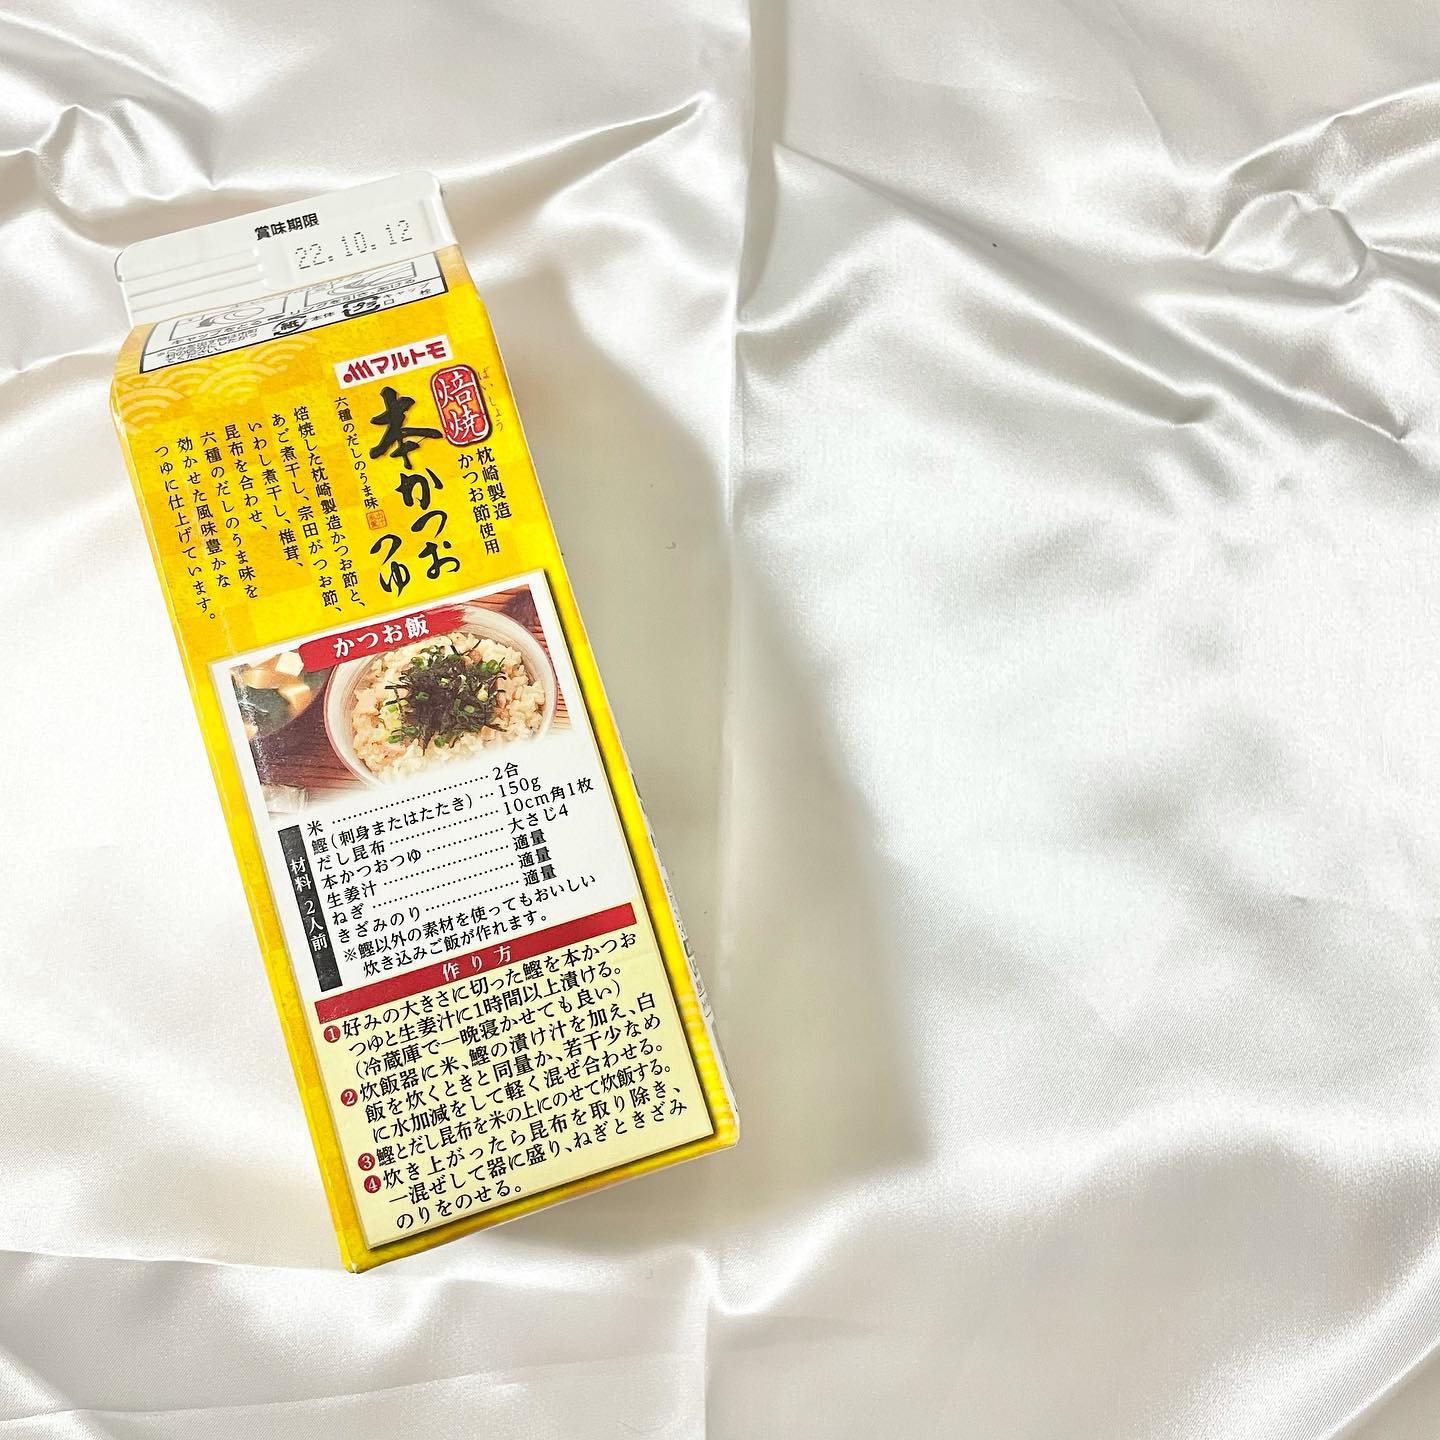 賞味期限
22.10.12
キャップをとる
紙
本体
プラ
キャップ
口栓
マルトモ
ばいしょう
焙焼
枕崎製造
かつお節使用
本かつおつゆ
六種のだしのうま味
焙焼した枕崎製造かつお節と、
あご煮干し、宗田がつお節、
いわし煮干し、椎茸、
昆布を合わせ、
六種のだしのうま味を
効かせた風味豊かな
つゆに仕上げています。
かつお飯
材料 2人前
米 …… 2合
鰹(刺身またはたたき) … 150g
だし昆布 …… 10cm角1枚
本かつおつゆ …… 大さじ4
生姜汁 …… 適量
ねぎ …… 適量
きざみのり …… 適量
※鰹以外の素材を使ってもおいしい
炊き込みご飯が作れます。
作り方
❶好みの大きさに切った鰹を本かつお
つゆと生姜汁に1時間以上漬ける。
(冷蔵庫で一晩寝かせても良い)
❷炊飯器に米、鰹の漬け汁を加え、白
飯を炊くときと同量か、若干少なめ
に水加減をして軽く混ぜ合わせる。
❸鰹とだし昆布を米の上にのせて炊飯する。
❹炊き上がったら昆布を取り除き、
一混ぜして器に盛り、ねぎときざみ
のりをのせる。